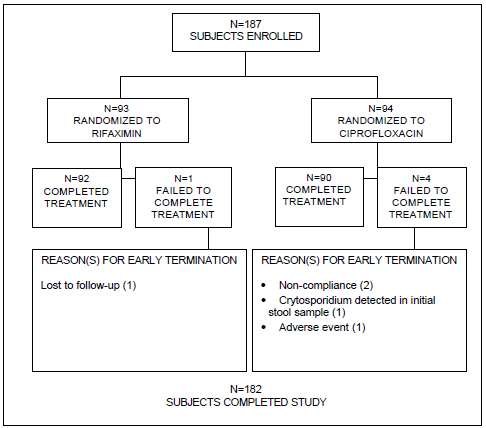 N=187
SUBJECTS ENROLLED
N=93
RANDOMIZED TO
RIFAXIMIN
N=94
RANDOMIZED TO
CIPROFLOXACIN
N=92
COMPLETED
TREATMENT
N=1
FAILED TO
COMPLETE
TREATMENT
N=90
COMPLETED
TREATMENT
N=4
FAILED TO
COMPLETE
TREATMENT
REASON(S) FOR EARLY TERMINATION
Lost to follow-up (1)
REASON(S) FOR EARLY TERMINATION
• Non-compliance (2)
• Crytosporidium detected in initial
stool sample (1)
• Adverse event (1)
N=182
SUBJECTS COMPLETED STUDY